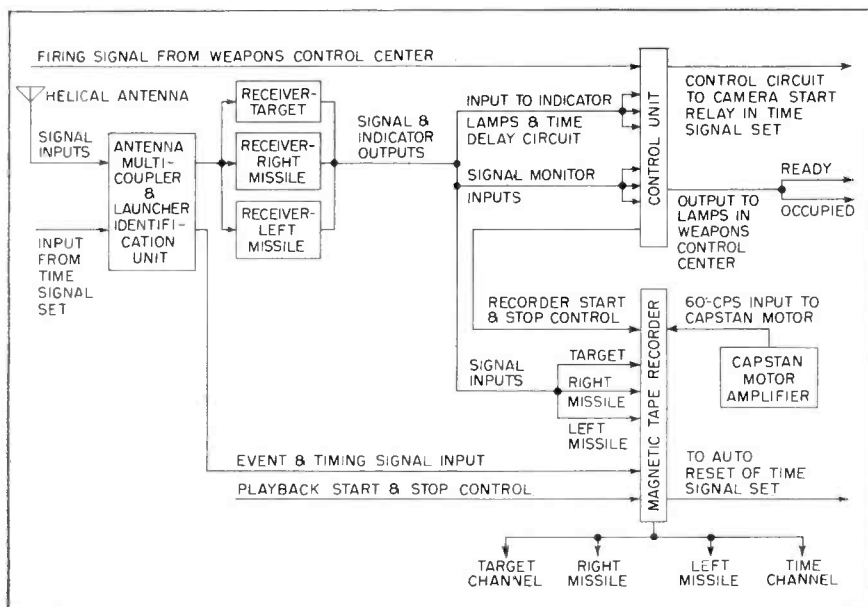 FIRING SIGNAL FROM WEAPONS CONTROL CENTER
HELICAL ANTENNA
SIGNAL
INPUTS
ANTENNA
MULTI-
COUPLER
&
LAUNCHER
IDENTIFI-
CATION
UNIT
INPUT
FROM
TIME
SIGNAL
SET
RECEIVER-
TARGET
RECEIVER-
RIGHT
MISSILE
RECEIVER-
LEFT
MISSILE
SIGNAL &
INDICATOR
OUTPUTS
INPUT TO INDICATOR
LAMPS & TIME
DELAY CIRCUIT
SIGNAL MONITOR
INPUTS
CONTROL UNIT
CONTROL CIRCUIT
TO CAMERA START
RELAY IN TIME
SIGNAL SET
READY
OCCUPIED
OUTPUT TO
LAMPS IN
WEAPONS
CONTROL
CENTER
RECORDER START
& STOP CONTROL
60-CPS INPUT TO
CAPSTAN MOTOR
CAPSTAN
MOTOR
AMPLIFIER
MAGNETIC TAPE RECORDER
SIGNAL
INPUTS
TARGET
RIGHT
MISSILE
LEFT
MISSILE
EVENT & TIMING SIGNAL INPUT
PLAYBACK START & STOP CONTROL
TO AUTO
RESET OF TIME
SIGNAL SET
TARGET
CHANNEL
RIGHT
MISSILE
LEFT
MISSILE
TIME
CHANNEL